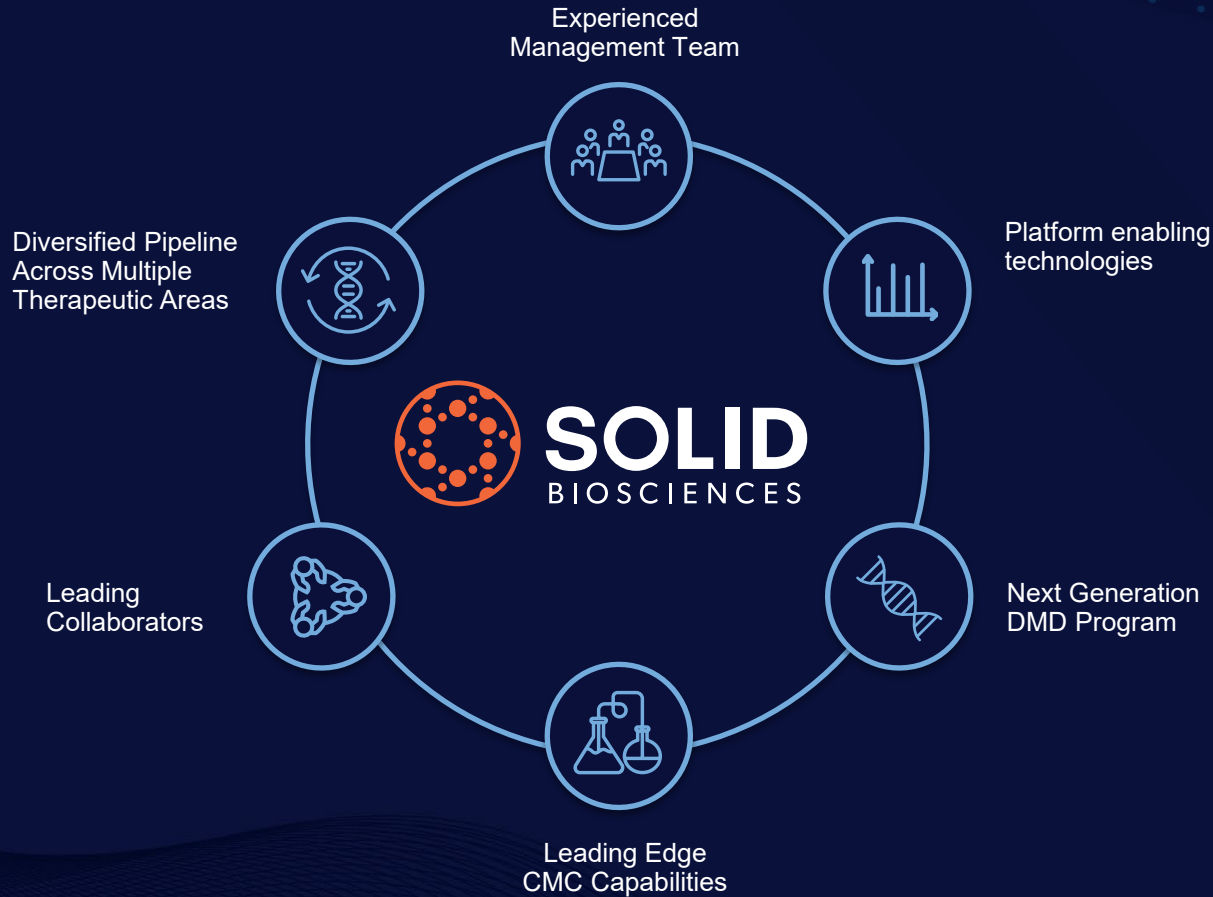 Experienced
Management Team
Diversified Pipeline
Across Multiple
Therapeutic Areas
Platform enabling
technologies
SOLID
BIOSCIENCES
Leading
Collaborators
Next Generation
DMD Program
Leading Edge
CMC Capabilities